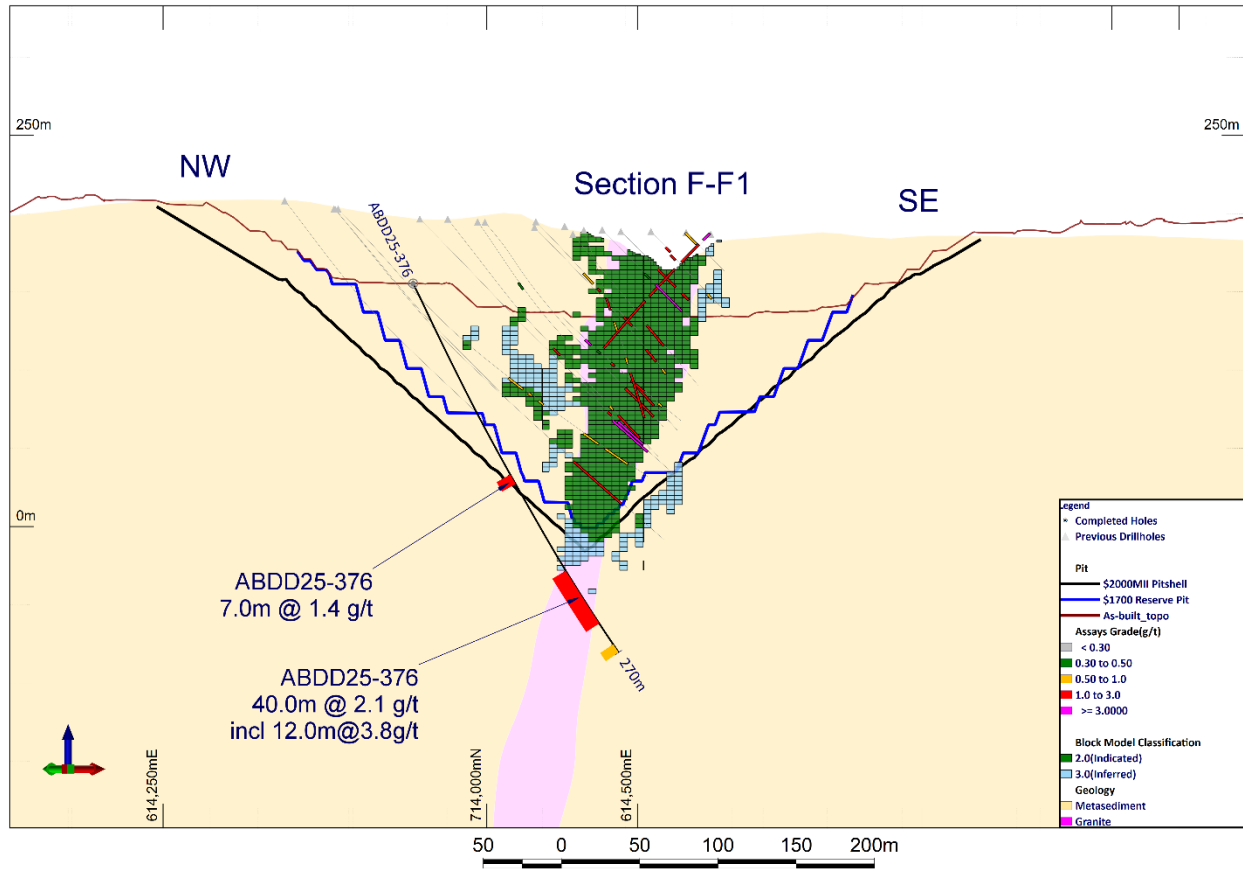 250m
250m
NW
Section F-F1
SE
ABDD25-376
0m
ABDD25-376
7.0m @ 1.4 g/t
ABDD25-376
40.0m @ 2.1 g/t
incl 12.0m@3.8g/t
270m
614,250mE
714,000mN
614,500mE
50 0 50 100 150 200m
Legend
Completed Holes
Previous Drillholes
Pit
$2000MII Pitshell
$1700 Reserve Pit
As-built_topo
Assays Grade(g/t)
< 0.30
0.30 to 0.50
0.50 to 1.0
1.0 to 3.0
>= 3.0000
Block Model Classification
2.0(Indicated)
3.0(Inferred)
Geology
Metasediment
Granite